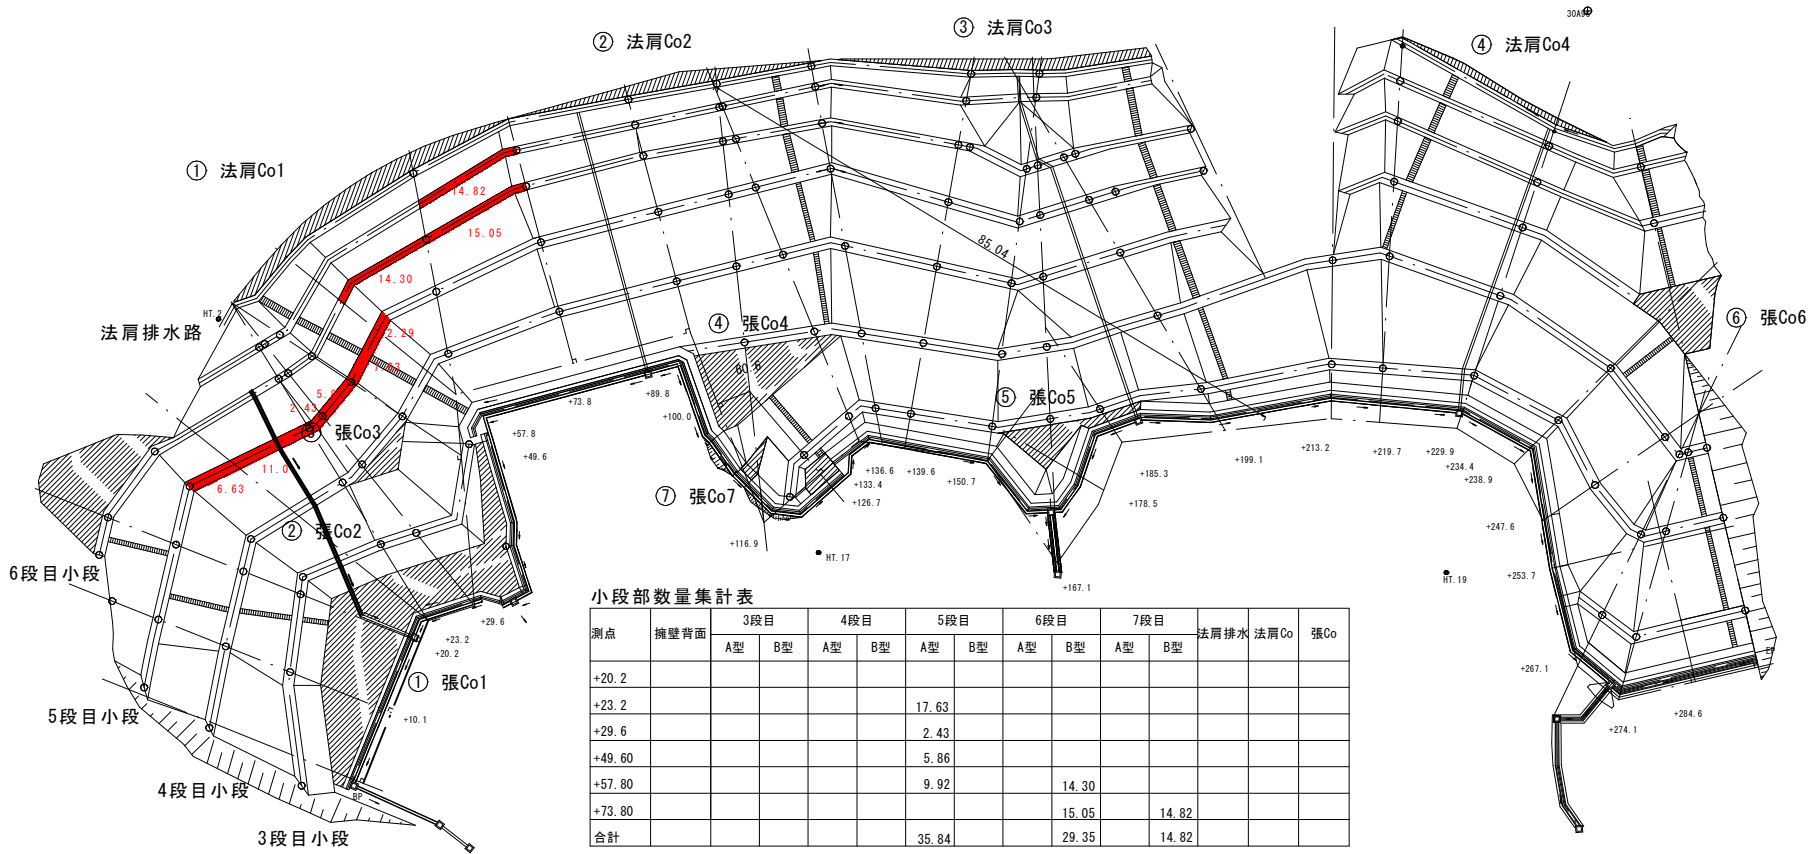 30A98
③ 法肩Co3
② 法肩Co2
④ 法肩Co4
① 法肩Co1
14.82
15.05
85.04
14.30
HT.2
法肩排水路
2.29
④ 張Co4
⑥ 張Co6
7.63
60.6
5.8
2.43
⑤ 張Co5
③ 張Co3
+73.8
+89.8
+100.0
+57.8
+49.6
11.0
6.63
+136.6
+139.6
+150.7
+133.4
+126.7
+185.3
+178.5
+199.1
+213.2
+219.7
+229.9
+234.4
+238.9
⑦ 張Co7
② 張Co2
+116.9
HT.17
+247.6
6段目小段
+253.7
HT.19
+167.1
小段部数量集計表
測点 擁壁背面 3段目 4段目 5段目 6段目 7段目 法肩排水 法肩Co 張Co
A型 B型 A型 B型 A型 B型 A型 B型 A型 B型
+20.2
+23.2 17.63
+29.6 2.43
+49.60 5.86
+57.80 9.92 14.30
+73.80 15.05 14.82
合計 35.84 29.35 14.82
+29.6
+23.2
+20.2
① 張Co1
+10.1
+267.1
EP
+284.6
+274.1
5段目小段
4段目小段
BP
3段目小段